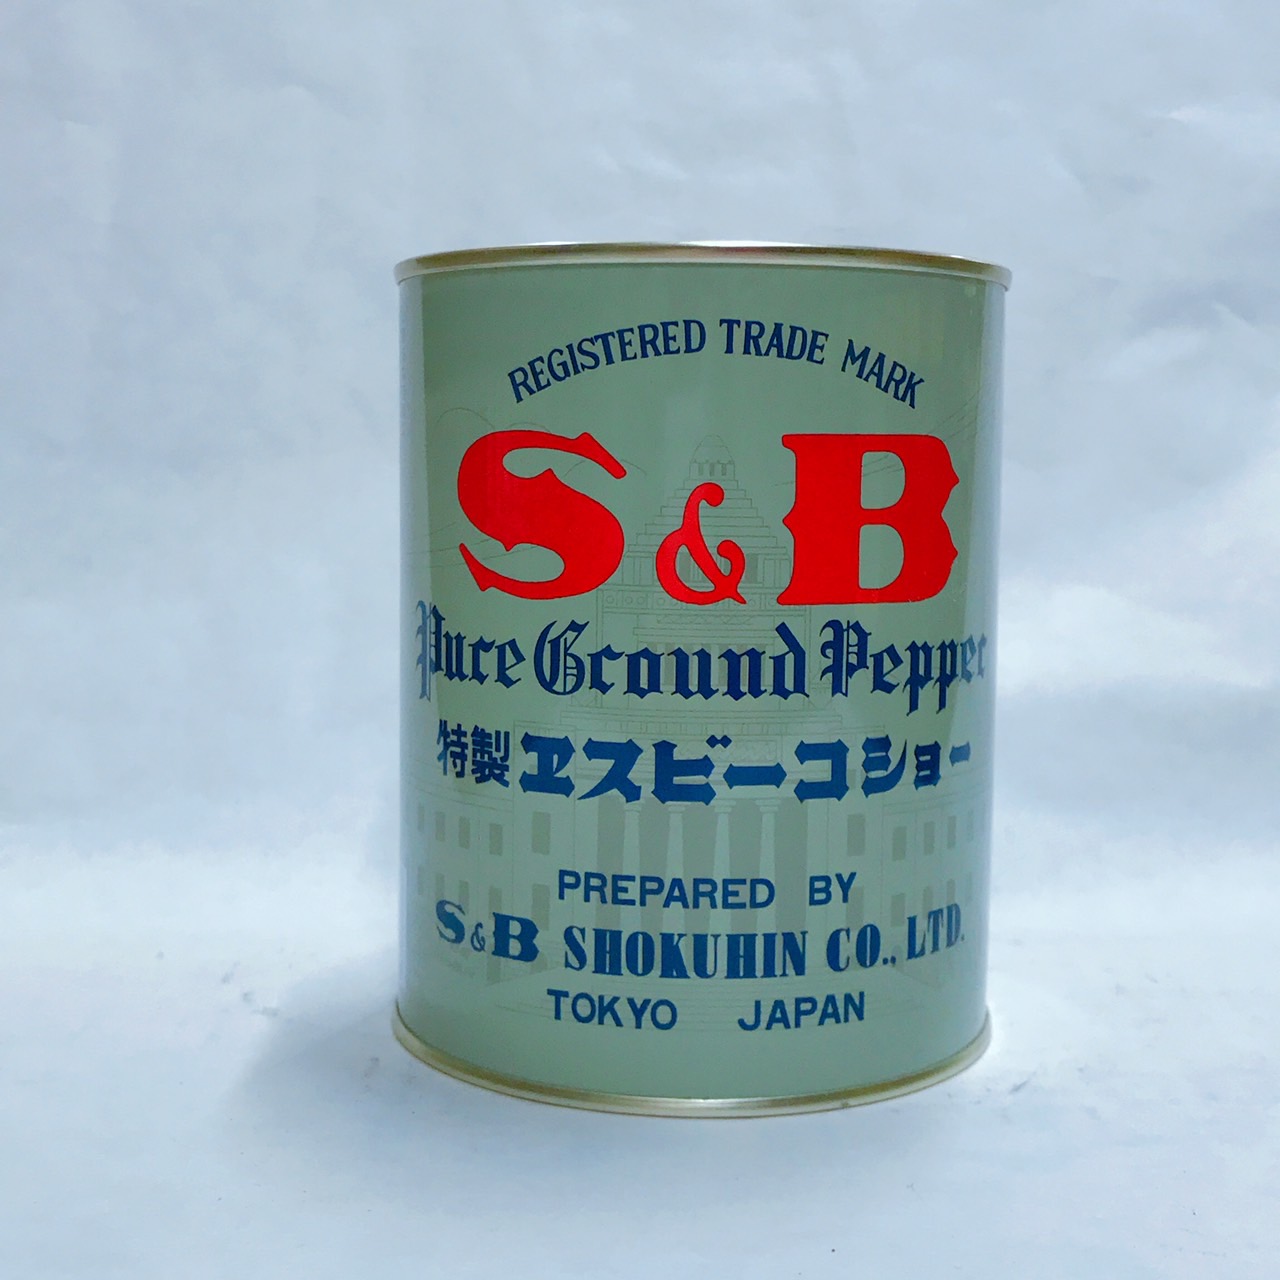 REGISTERED TRADE MARK
S & B
Pure Ground Pepper
特製 ヱスビーコショー
PREPARED BY
S & B SHOKUHIN CO., LTD.
TOKYO JAPAN